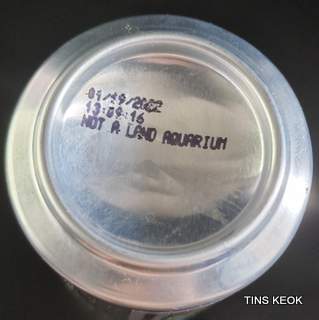 01/19/2002
13:09:16
NOT A LAND AQUARIUM
TINS KEOK